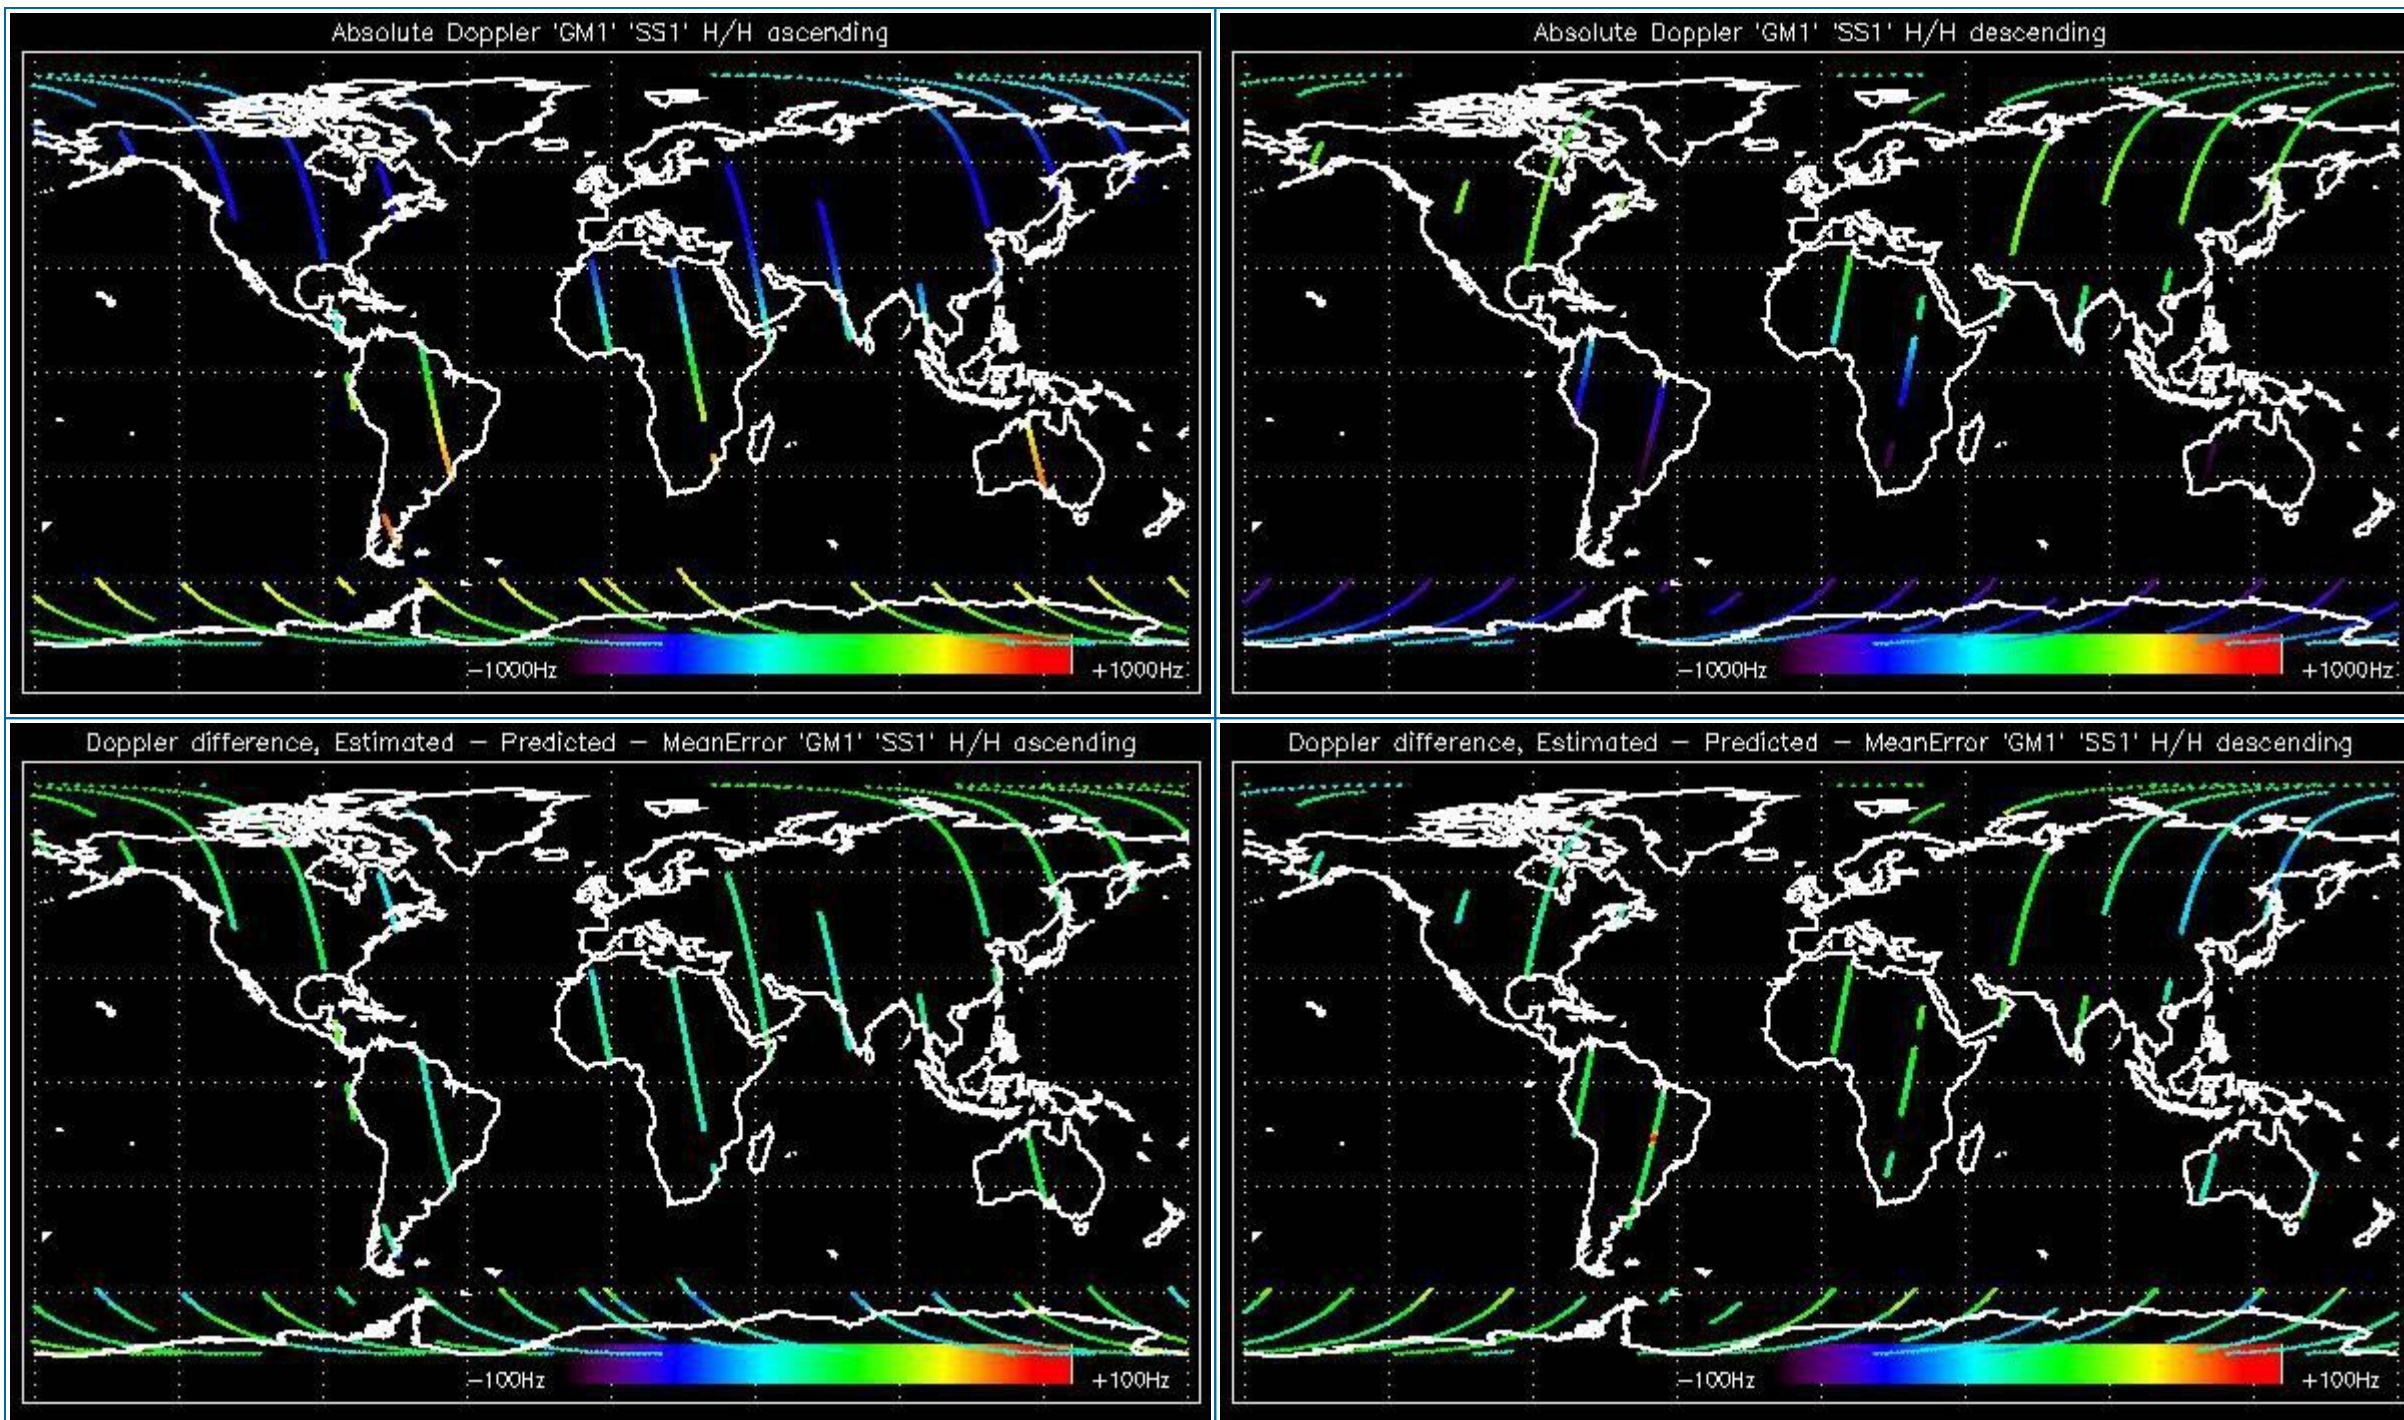 Absolute Doppler 'GM1' 'SS1' H/H ascending
−1000Hz
+1000Hz
Absolute Doppler 'GM1' 'SS1' H/H descending
−1000Hz
+1000Hz
Doppler difference, Estimated − Predicted − MeanError 'GM1' 'SS1' H/H ascending
−100Hz
+100Hz
Doppler difference, Estimated − Predicted − MeanError 'GM1' 'SS1' H/H descending
−100Hz
+100Hz